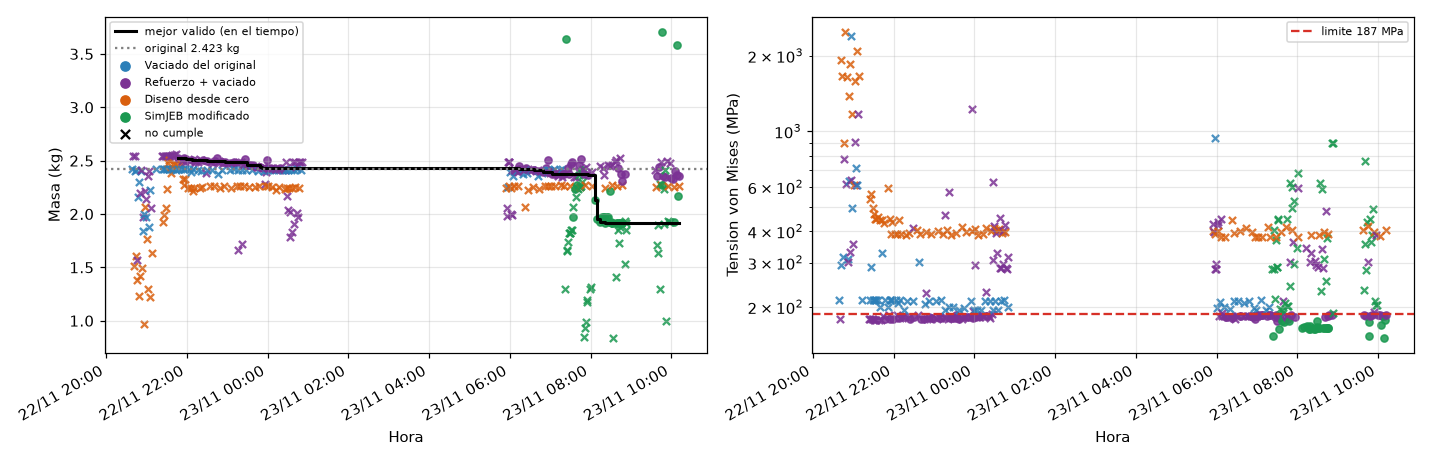 mejor valido (en el tiempo)
original 2.423 kg
Vaciado del original
Refuerzo + vaciado
Diseno desde cero
SimJEB modificado
no cumple
Masa (kg)
3.5
3.0
2.5
2.0
1.5
1.0
22/11 20:00
22/11 22:00
23/11 00:00
23/11 02:00
23/11 04:00
23/11 06:00
23/11 08:00
23/11 10:00
Hora
limite 187 MPa
Tension von Mises (MPa)
2 × 10³
10³
6 × 10²
4 × 10²
3 × 10²
2 × 10²
22/11 20:00
22/11 22:00
23/11 00:00
23/11 02:00
23/11 04:00
23/11 06:00
23/11 08:00
23/11 10:00
Hora